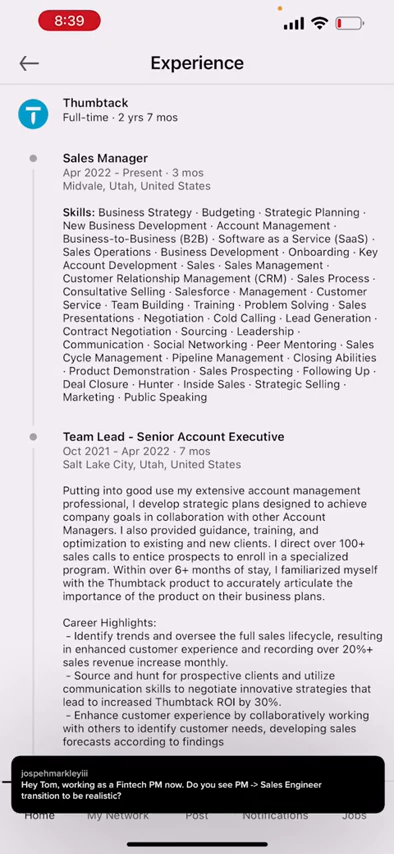 8:39
Experience
Thumbtack
Full-time · 2 yrs 7 mos
Sales Manager
Apr 2022 - Present · 3 mos
Midvale, Utah, United States
Skills: Business Strategy · Budgeting · Strategic Planning ·
New Business Development · Account Management ·
Business-to-Business (B2B) · Software as a Service (SaaS) ·
Sales Operations · Business Development · Onboarding · Key
Account Development · Sales · Sales Management ·
Customer Relationship Management (CRM) · Sales Process ·
Consultative Selling · Salesforce · Management · Customer
Service · Team Building · Training · Problem Solving · Sales
Presentations · Negotiation · Cold Calling · Lead Generation ·
Contract Negotiation · Sourcing · Leadership ·
Communication · Social Networking · Peer Mentoring · Sales
Cycle Management · Pipeline Management · Closing Abilities
· Product Demonstration · Sales Prospecting · Following Up ·
Deal Closure · Hunter · Inside Sales · Strategic Selling ·
Marketing · Public Speaking
Team Lead - Senior Account Executive
Oct 2021 - Apr 2022 · 7 mos
Salt Lake City, Utah, United States
Putting into good use my extensive account management
professional, I develop strategic plans designed to achieve
company goals in collaboration with other Account
Managers. I also provided guidance, training, and
optimization to existing and new clients. I direct over 100+
sales calls to entice prospects to enroll in a specialized
program. Within over 6+ months of stay, I familiarized myself
with the Thumbtack product to accurately articulate the
importance of the product on their business plans.
Career Highlights:
- Identify trends and oversee the full sales lifecycle, resulting
in enhanced customer experience and recording over 20%+
sales revenue increase monthly.
- Source and hunt for prospective clients and utilize
communication skills to negotiate innovative strategies that
lead to increased Thumbtack ROI by 30%.
- Enhance customer experience by collaboratively working
with others to identify customer needs, developing sales
forecasts according to findings
jospehmarkleyiii
Hey Tom, working as a Fintech PM now. Do you see PM -> Sales Engineer
transition to be realistic?
Home My Network Post Notifications Jobs